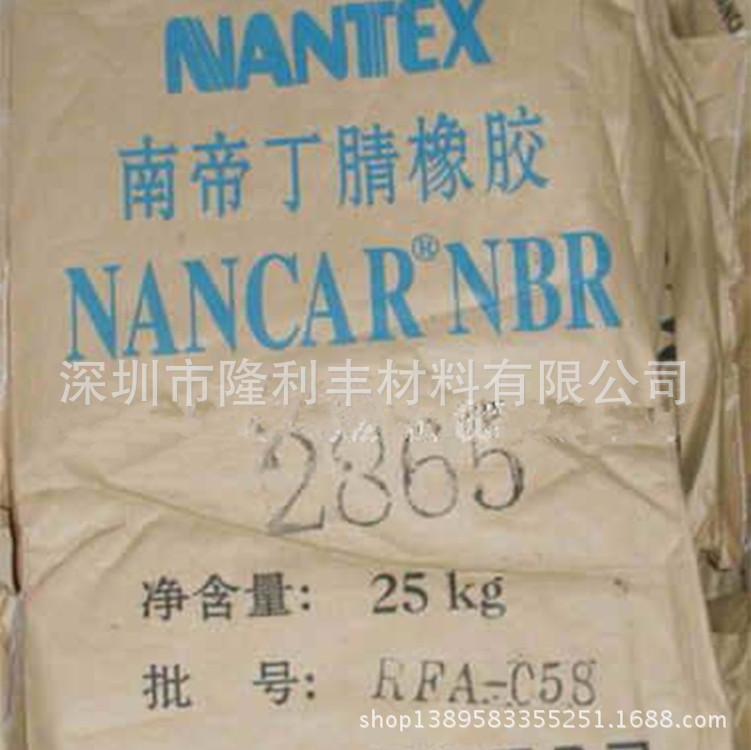 NANTEX
南帝丁腈橡胶
NANCAR® NBR
深圳市隆利丰材料有限公司
2865
净含量: 25 kg
批 号: RFA-C58
shop1389583355251.1688.com